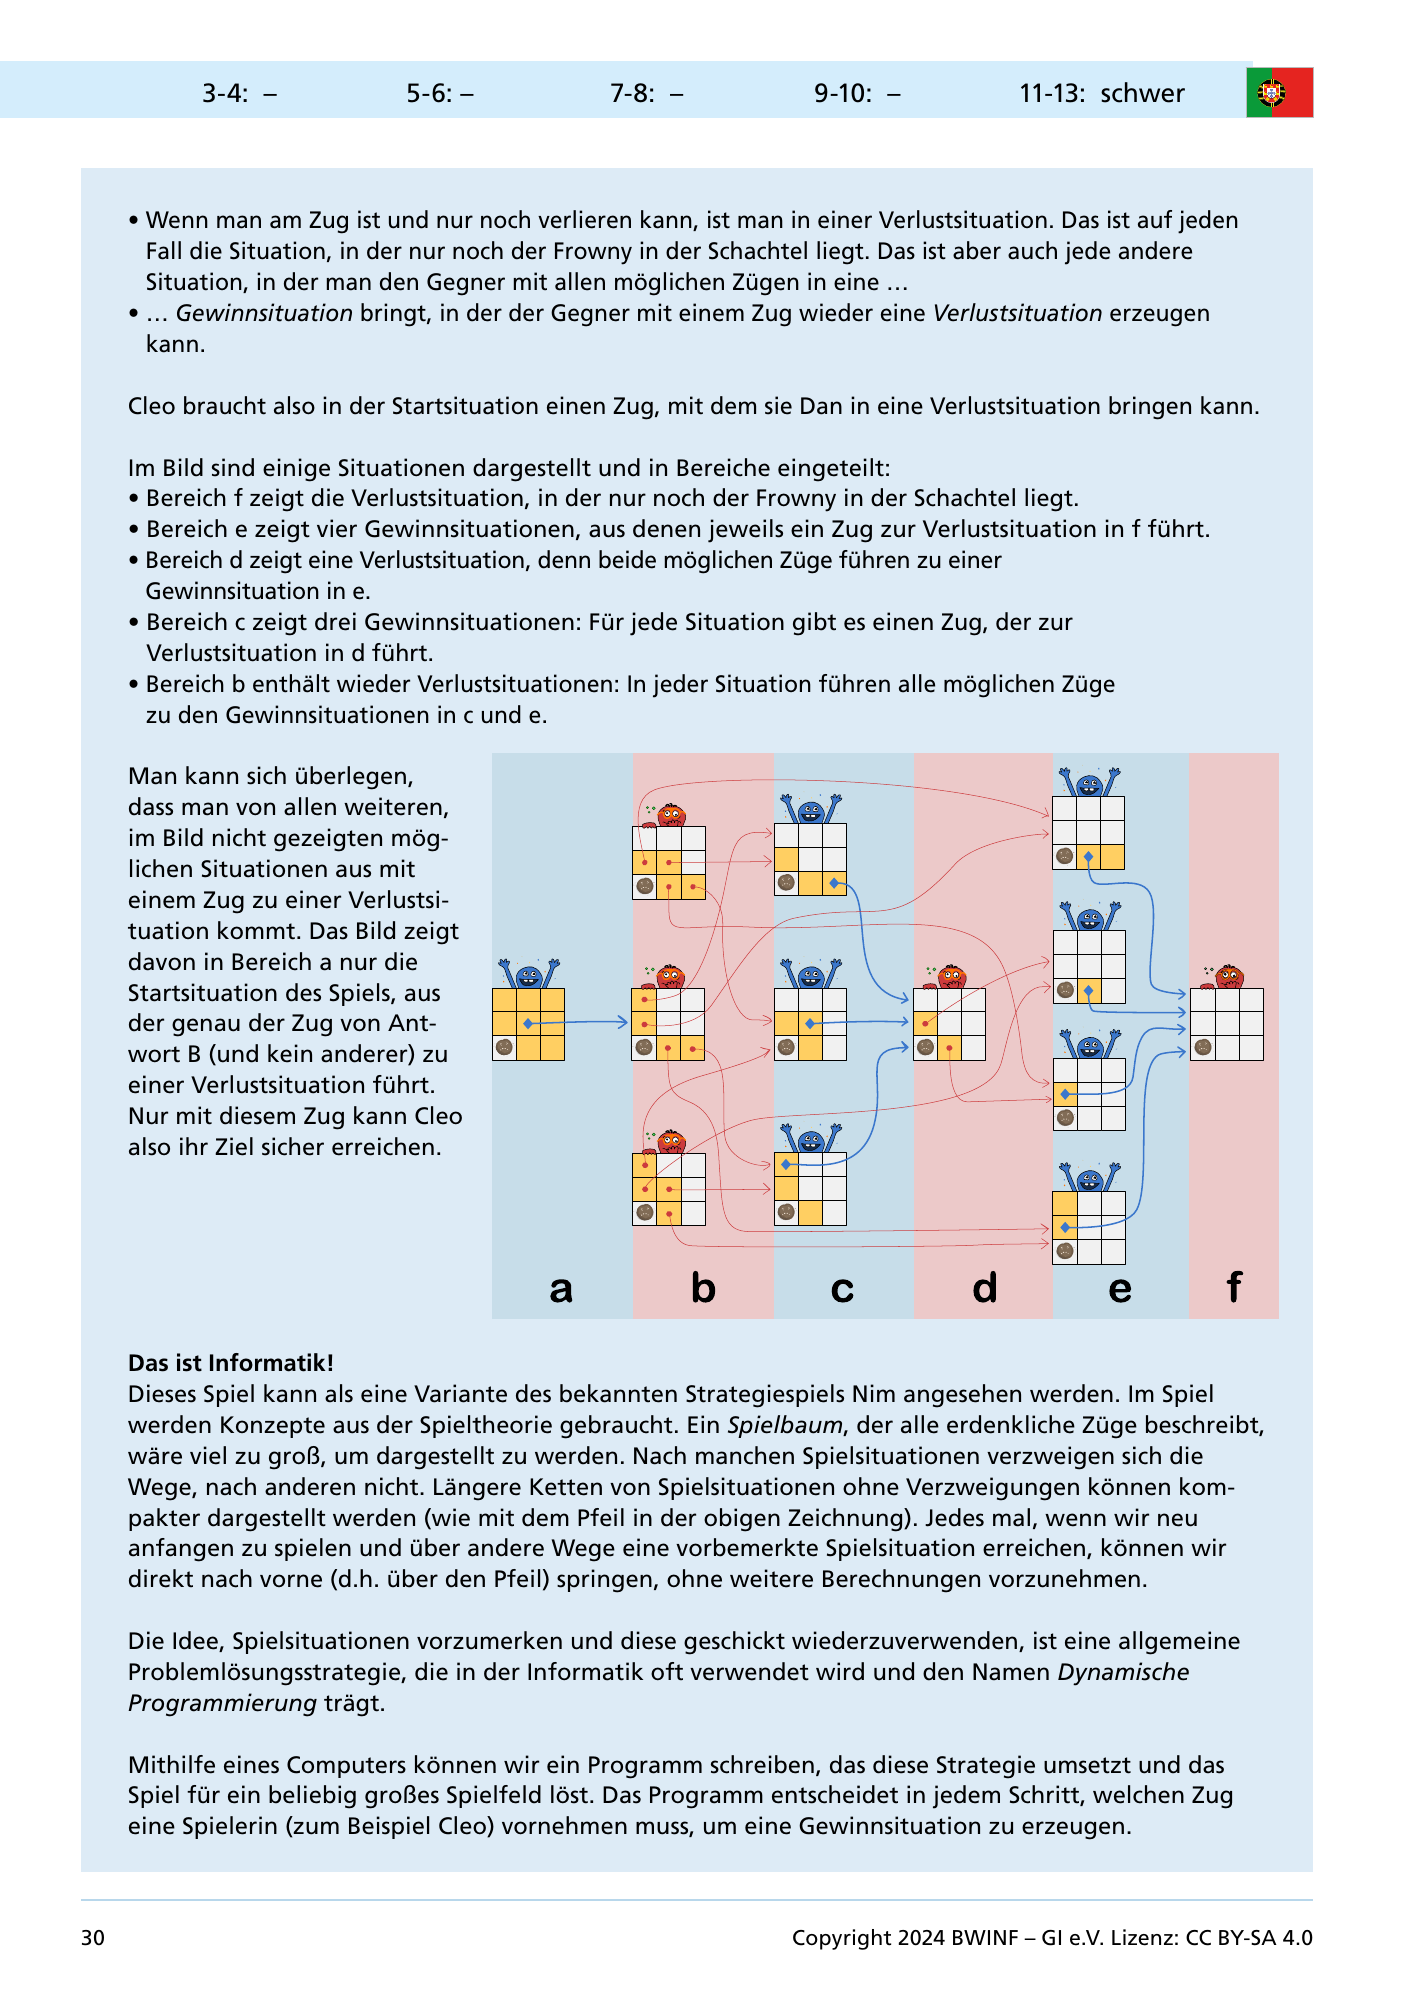 3-4: –
5-6: –
7-8: –
9-10: –
11-13: schwer
• Wenn man am Zug ist und nur noch verlieren kann, ist man in einer Verlustsituation. Das ist auf jeden
Fall die Situation, in der nur noch der Frowny in der Schachtel liegt. Das ist aber auch jede andere
Situation, in der man den Gegner mit allen möglichen Zügen in eine …
• … Gewinnsituation bringt, in der der Gegner mit einem Zug wieder eine Verlustsituation erzeugen
kann.
Cleo braucht also in der Startsituation einen Zug, mit dem sie Dan in eine Verlustsituation bringen kann.
Im Bild sind einige Situationen dargestellt und in Bereiche eingeteilt:
• Bereich f zeigt die Verlustsituation, in der nur noch der Frowny in der Schachtel liegt.
• Bereich e zeigt vier Gewinnsituationen, aus denen jeweils ein Zug zur Verlustsituation in f führt.
• Bereich d zeigt eine Verlustsituation, denn beide möglichen Züge führen zu einer
Gewinnsituation in e.
• Bereich c zeigt drei Gewinnsituationen: Für jede Situation gibt es einen Zug, der zur
Verlustsituation in d führt.
• Bereich b enthält wieder Verlustsituationen: In jeder Situation führen alle möglichen Züge
zu den Gewinnsituationen in c und e.
Man kann sich überlegen,
dass man von allen weiteren,
im Bild nicht gezeigten mög-
lichen Situationen aus mit
einem Zug zu einer Verlustsi-
tuation kommt. Das Bild zeigt
davon in Bereich a nur die
Startsituation des Spiels, aus
der genau der Zug von Ant-
wort B (und kein anderer) zu
einer Verlustsituation führt.
Nur mit diesem Zug kann Cleo
also ihr Ziel sicher erreichen.
a b c d e f
Das ist Informatik!
Dieses Spiel kann als eine Variante des bekannten Strategiespiels Nim angesehen werden. Im Spiel
werden Konzepte aus der Spieltheorie gebraucht. Ein Spielbaum, der alle erdenkliche Züge beschreibt,
wäre viel zu groß, um dargestellt zu werden. Nach manchen Spielsituationen verzweigen sich die
Wege, nach anderen nicht. Längere Ketten von Spielsituationen ohne Verzweigungen können kom-
pakter dargestellt werden (wie mit dem Pfeil in der obigen Zeichnung). Jedes mal, wenn wir neu
anfangen zu spielen und über andere Wege eine vorbemerkte Spielsituation erreichen, können wir
direkt nach vorne (d.h. über den Pfeil) springen, ohne weitere Berechnungen vorzunehmen.
Die Idee, Spielsituationen vorzumerken und diese geschickt wiederzuverwenden, ist eine allgemeine
Problemlösungsstrategie, die in der Informatik oft verwendet wird und den Namen Dynamische
Programmierung trägt.
Mithilfe eines Computers können wir ein Programm schreiben, das diese Strategie umsetzt und das
Spiel für ein beliebig großes Spielfeld löst. Das Programm entscheidet in jedem Schritt, welchen Zug
eine Spielerin (zum Beispiel Cleo) vornehmen muss, um eine Gewinnsituation zu erzeugen.
30
Copyright 2024 BWINF – GI e.V. Lizenz: CC BY-SA 4.0